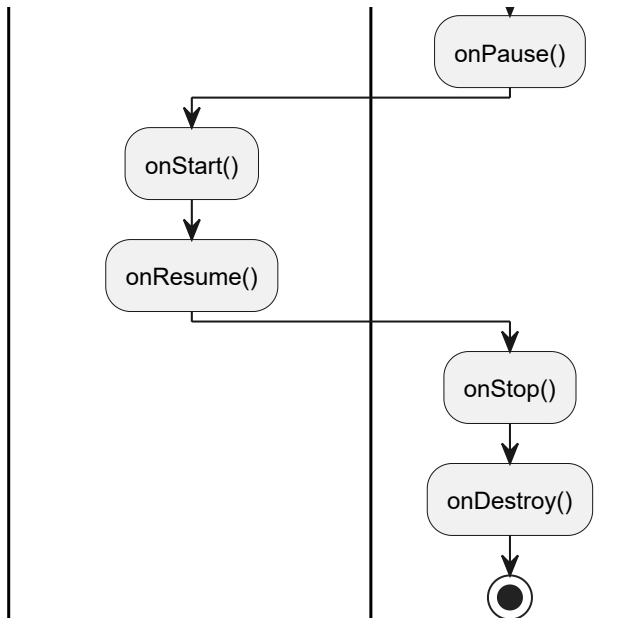 onPause()
onStart()
onResume()
onStop()
onDestroy()